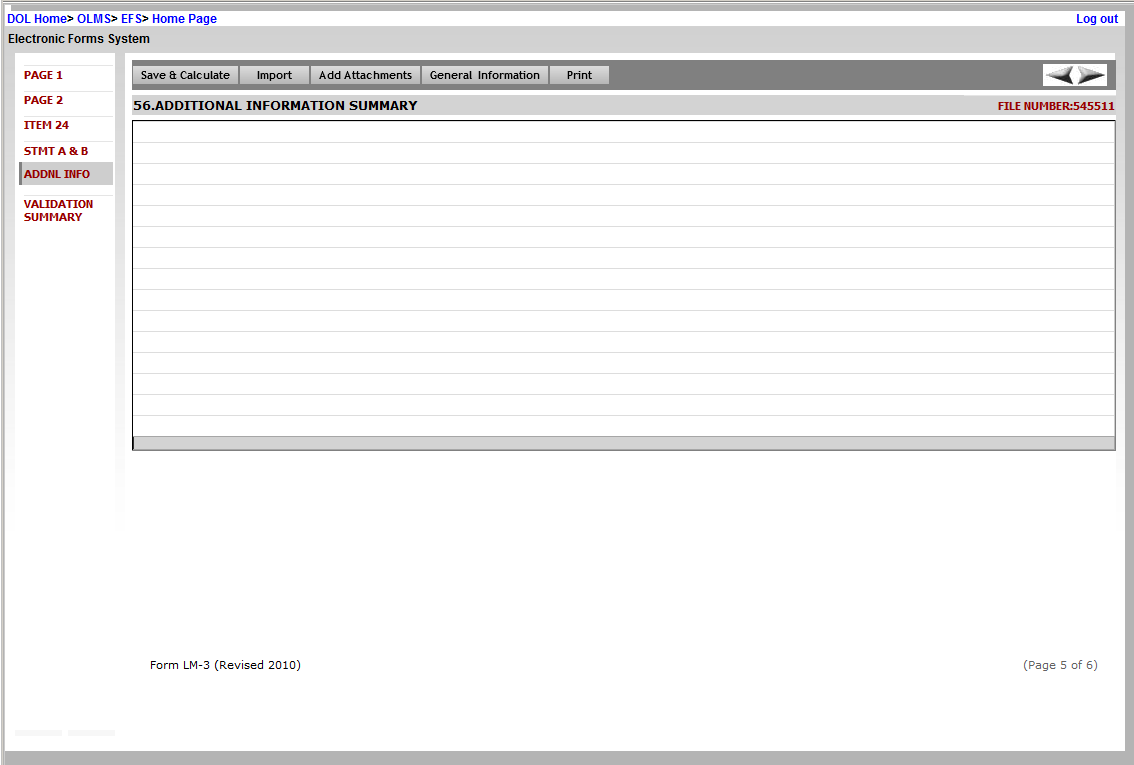 DOL Home> OLMS> EFS> Home Page
Log out
Electronic Forms System
PAGE 1
PAGE 2
ITEM 24
STMT A & B
ADDNL INFO
VALIDATION
SUMMARY
Save & Calculate
Import
Add Attachments
General Information
Print
56.ADDITIONAL INFORMATION SUMMARY
FILE NUMBER:545511
Form LM-3 (Revised 2010)
(Page 5 of 6)